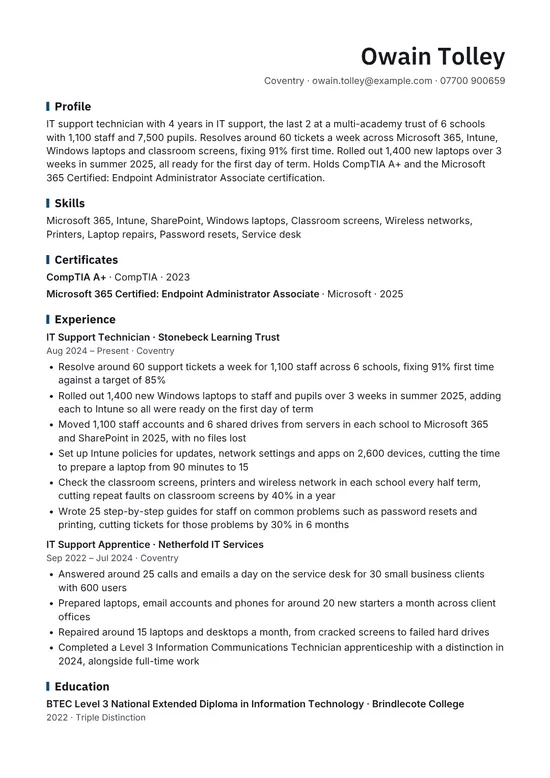 Owain Tolley
Coventry · owain.tolley@example.com · 07700 900659
Profile
IT support technician with 4 years in IT support, the last 2 at a multi-academy trust of 6 schools
with 1,100 staff and 7,500 pupils. Resolves around 60 tickets a week across Microsoft 365, Intune,
Windows laptops and classroom screens, fixing 91% first time. Rolled out 1,400 new laptops over 3
weeks in summer 2025, all ready for the first day of term. Holds CompTIA A+ and the Microsoft
365 Certified: Endpoint Administrator Associate certification.
Skills
Microsoft 365, Intune, SharePoint, Windows laptops, Classroom screens, Wireless networks,
Printers, Laptop repairs, Password resets, Service desk
Certificates
CompTIA A+ · CompTIA · 2023
Microsoft 365 Certified: Endpoint Administrator Associate · Microsoft · 2025
Experience
IT Support Technician · Stonebeck Learning Trust
Aug 2024 – Present · Coventry
• Resolve around 60 support tickets a week for 1,100 staff across 6 schools, fixing 91% first time
against a target of 85%
• Rolled out 1,400 new Windows laptops to staff and pupils over 3 weeks in summer 2025, adding
each to Intune so all were ready on the first day of term
• Moved 1,100 staff accounts and 6 shared drives from servers in each school to Microsoft 365
and SharePoint in 2025, with no files lost
• Set up Intune policies for updates, network settings and apps on 2,600 devices, cutting the time
to prepare a laptop from 90 minutes to 15
• Check the classroom screens, printers and wireless network in each school every half term,
cutting repeat faults on classroom screens by 40% in a year
• Wrote 25 step-by-step guides for staff on common problems such as password resets and
printing, cutting tickets for those problems by 30% in 6 months
IT Support Apprentice · Netherfold IT Services
Sep 2022 – Jul 2024 · Coventry
• Answered around 25 calls and emails a day on the service desk for 30 small business clients
with 600 users
• Prepared laptops, email accounts and phones for around 20 new starters a month across client
offices
• Repaired around 15 laptops and desktops a month, from cracked screens to failed hard drives
• Completed a Level 3 Information Communications Technician apprenticeship with a distinction in
2024, alongside full-time work
Education
BTEC Level 3 National Extended Diploma in Information Technology · Brindlecote College
2022 · Triple Distinction